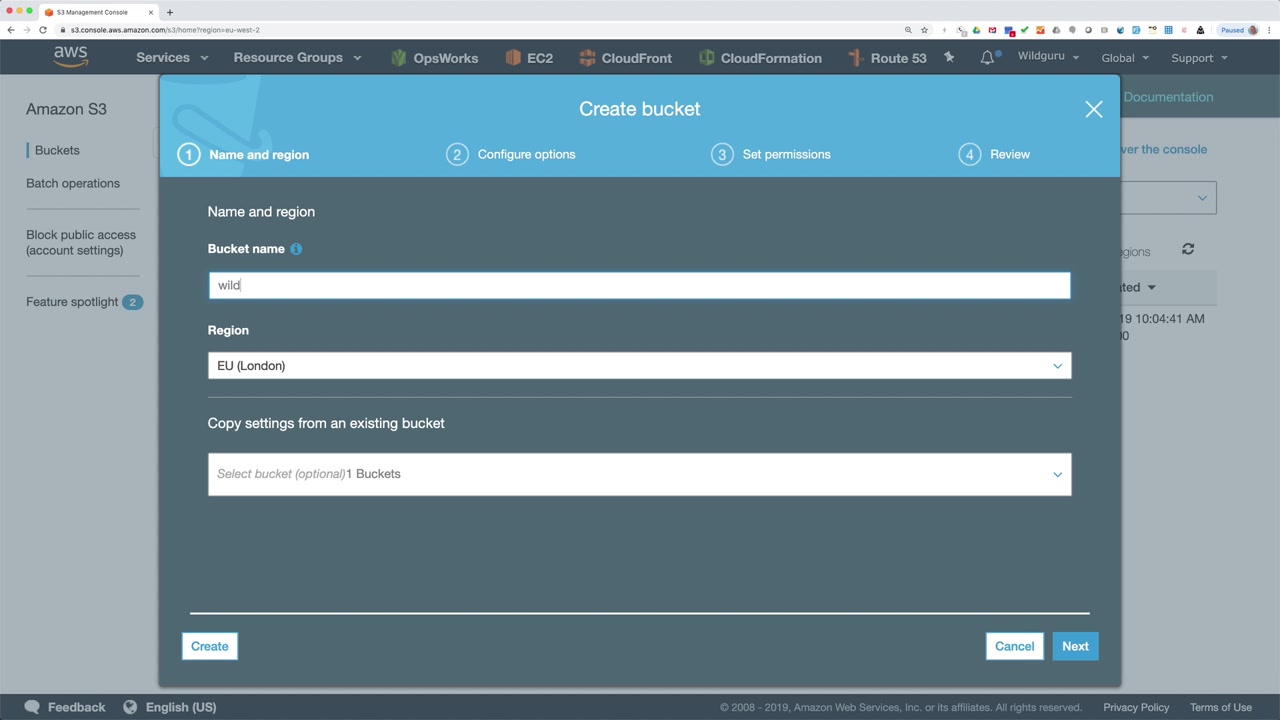 S3 Management Console
s3.console.aws.amazon.com/s3/home?region=eu-west-2
Paused
aws
Services
Resource Groups
OpsWorks
EC2
CloudFront
CloudFormation
Route 53
Wildguru
Global
Support
Amazon S3
Buckets
Batch operations
Block public access
(account settings)
Feature spotlight 2
Documentation
ver the console
gions
ted
19 10:04:41 AM
00
Create bucket
1 Name and region
2 Configure options
3 Set permissions
4 Review
Name and region
Bucket name
wild
Region
EU (London)
Copy settings from an existing bucket
Select bucket (optional)1 Buckets
Create
Cancel
Next
Feedback
English (US)
© 2008 - 2019, Amazon Web Services, Inc. or its affiliates. All rights reserved.
Privacy Policy
Terms of Use